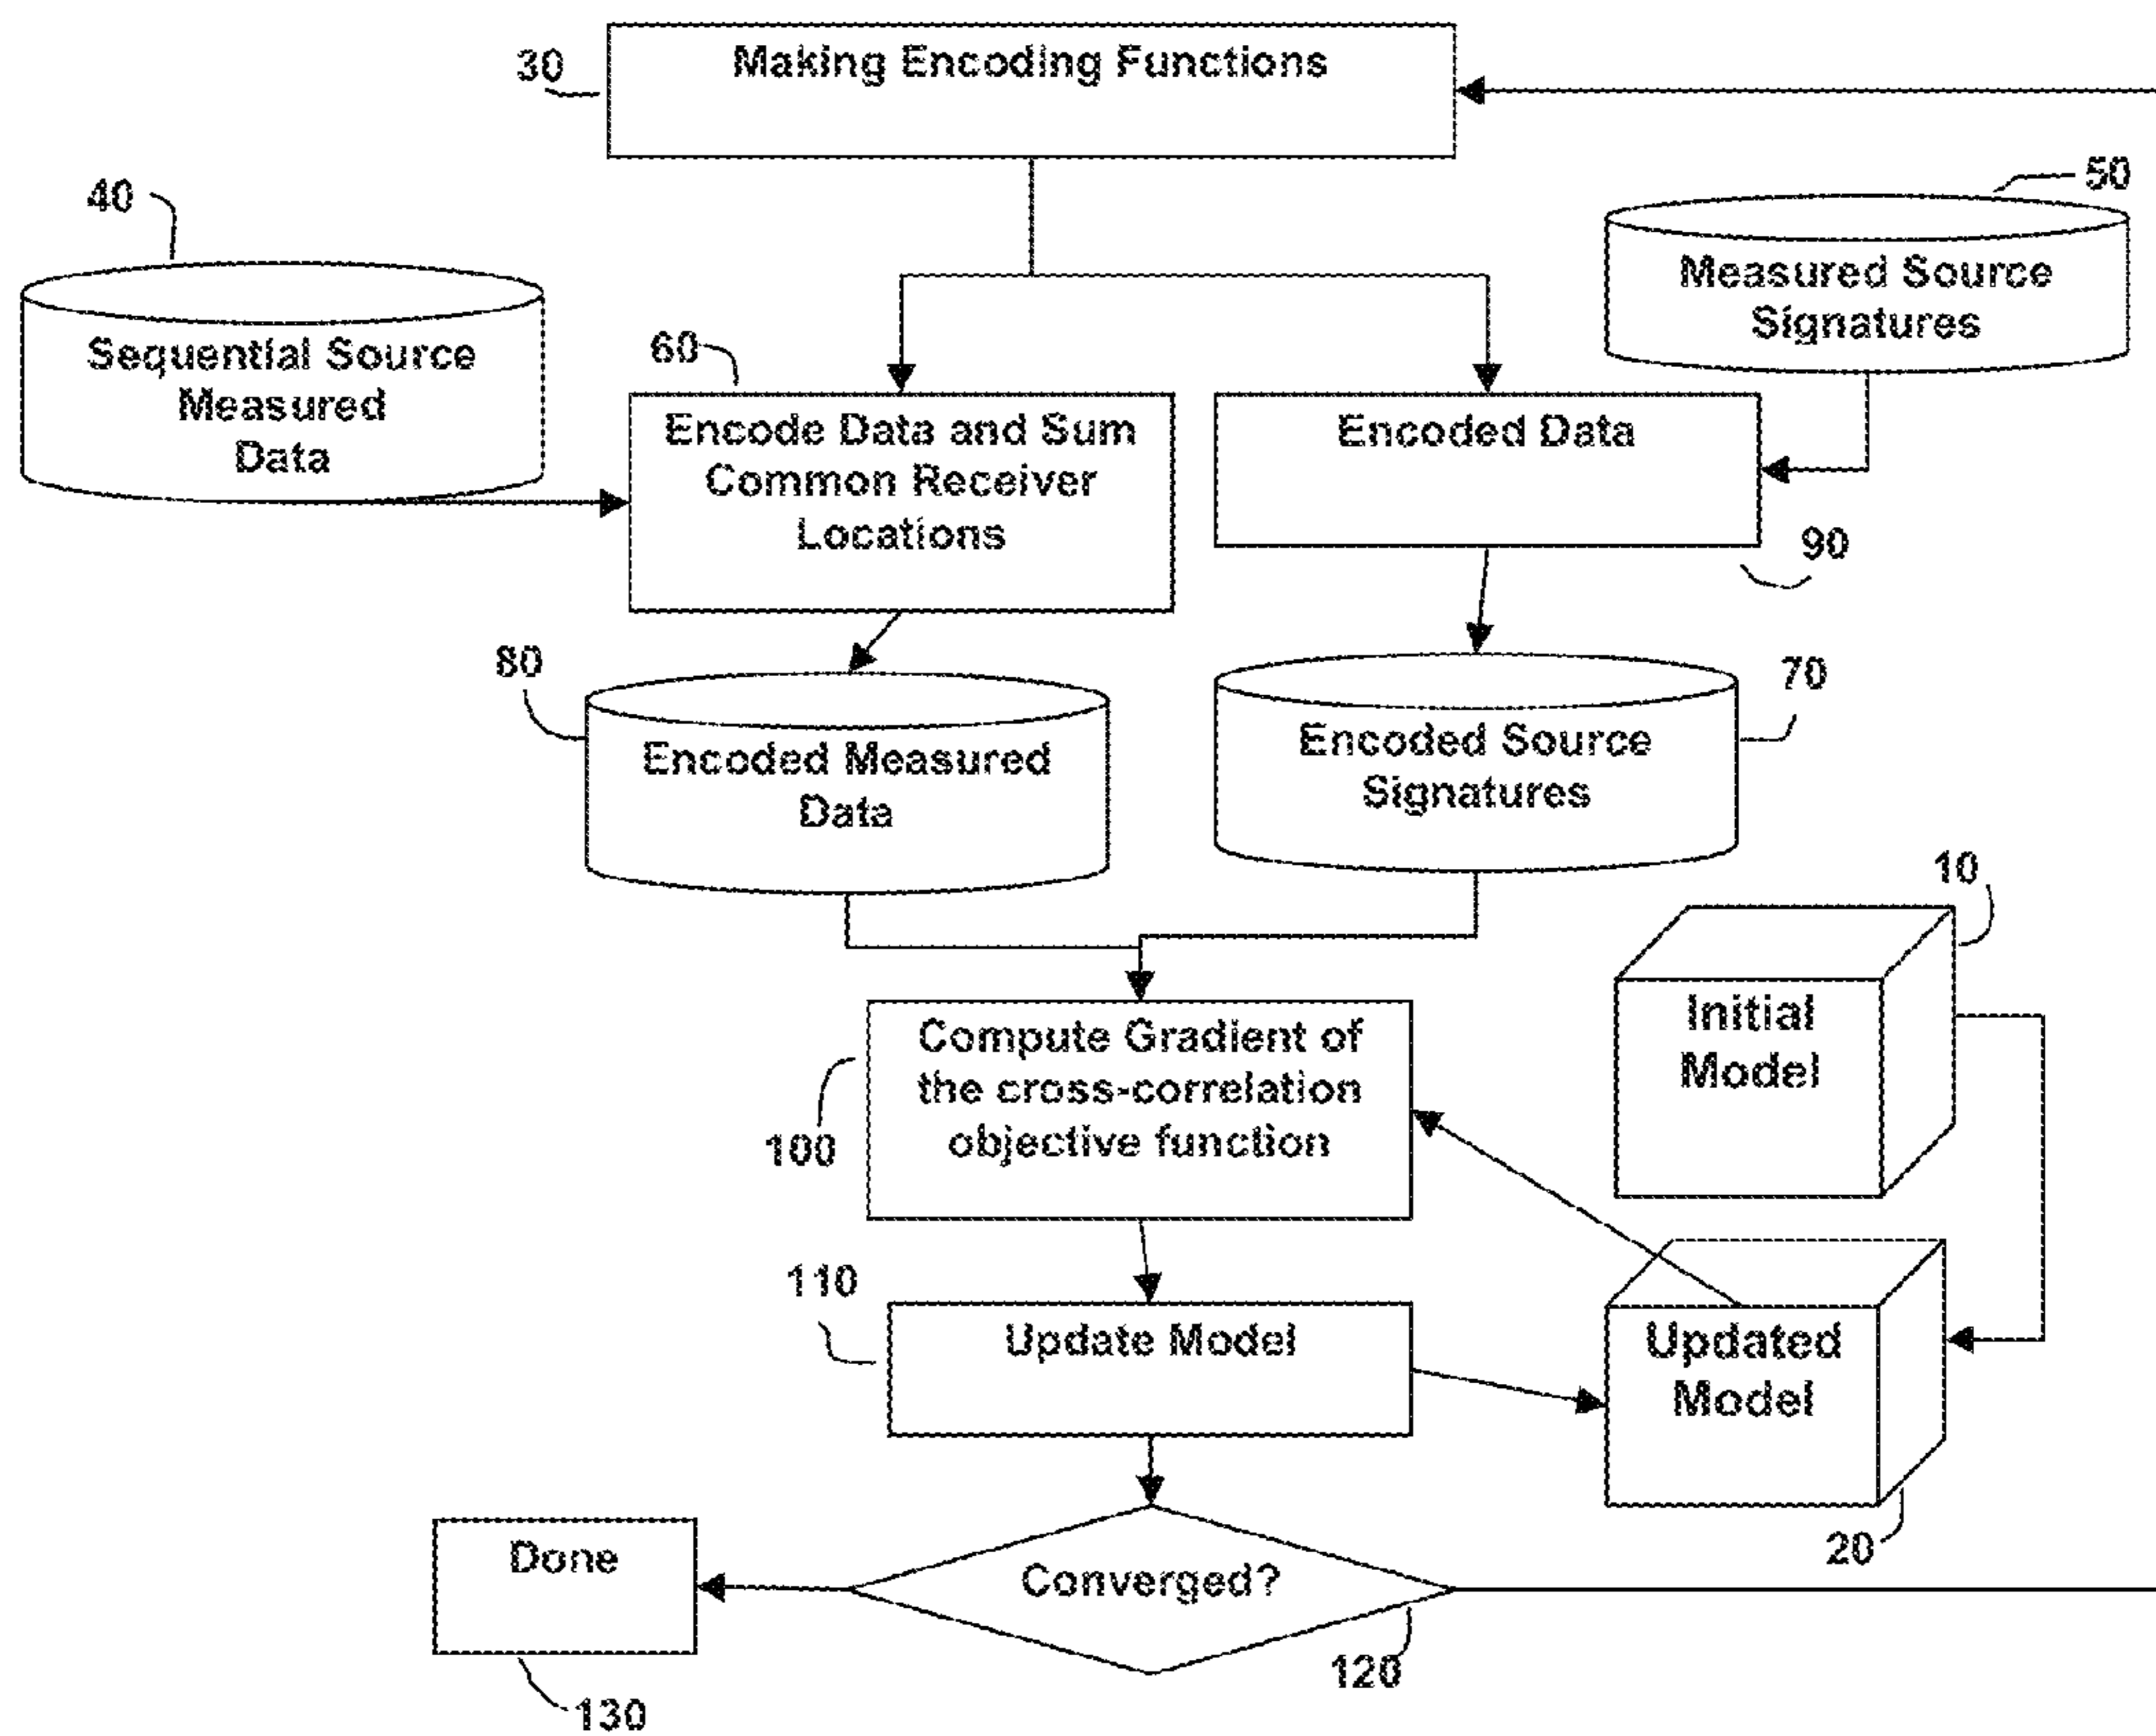 30
Making Encoding Functions
40
50
Sequential Source
Measured
Data
Measured Source
Signatures
60
Encode Data and Sum
Common Receiver
Locations
Encoded Data
90
80
Encoded Measured
Data
70
Encoded Source
Signatures
10
Initial
Model
100
Compute Gradient of
the cross-correlation
objective function
110
Update Model
Updated
Model
20
Done
Converged?
120
130